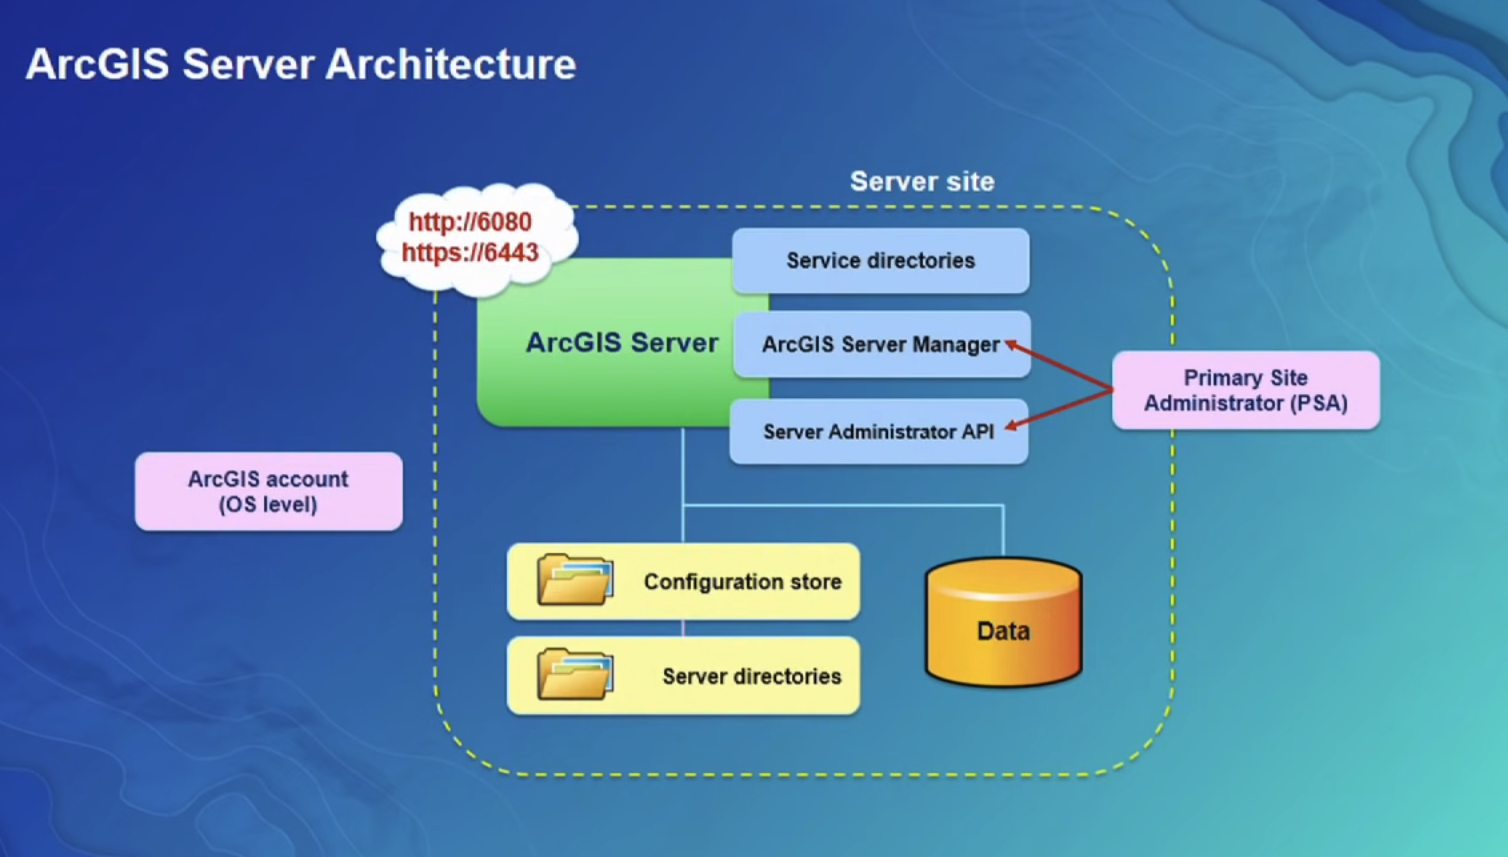 ArcGIS Server Architecture
Server site
http://6080
https://6443
Service directories
ArcGIS Server
ArcGIS Server Manager
Primary Site
Administrator (PSA)
Server Administrator API
ArcGIS account
(OS level)
Configuration store
Data
Server directories